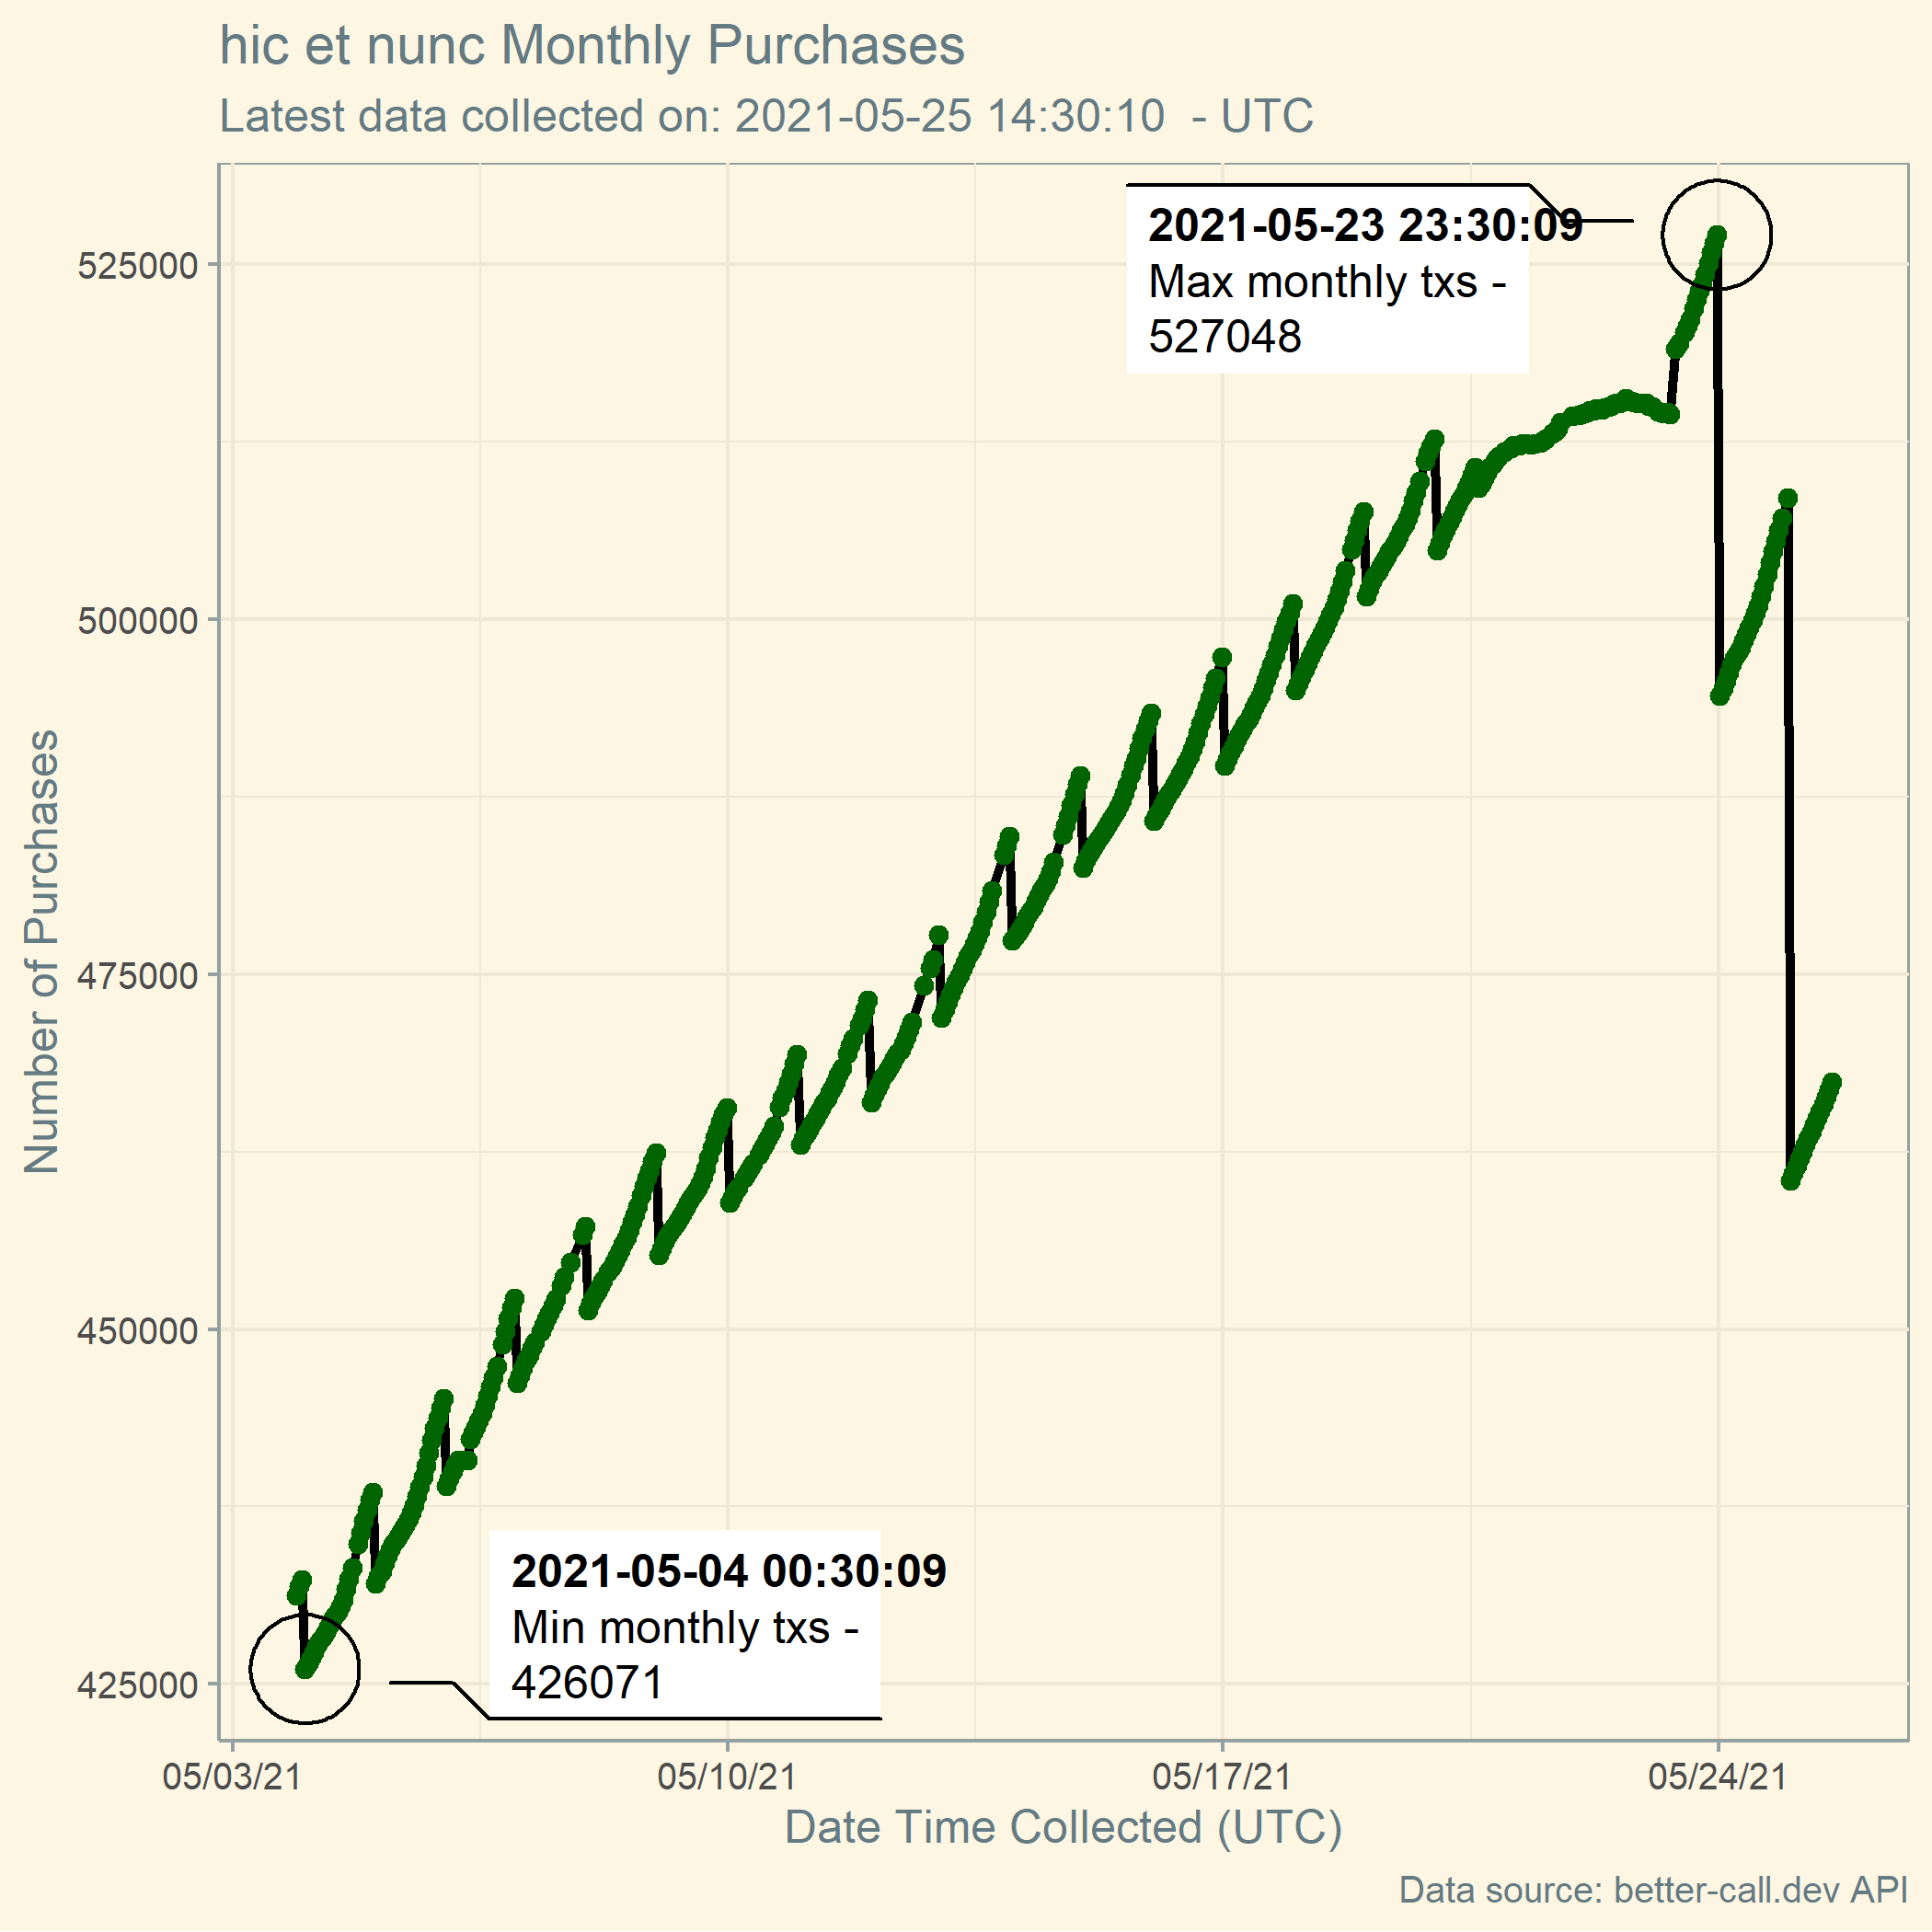 hic et nunc Monthly Purchases
Latest data collected on: 2021-05-25 14:30:10  - UTC
2021-05-23 23:30:09
Max monthly txs -
527048
525000
500000
475000
450000
425000
Number of Purchases
2021-05-04 00:30:09
Min monthly txs -
426071
05/03/21
05/10/21
05/17/21
05/24/21
Date Time Collected (UTC)
Data source: better-call.dev API